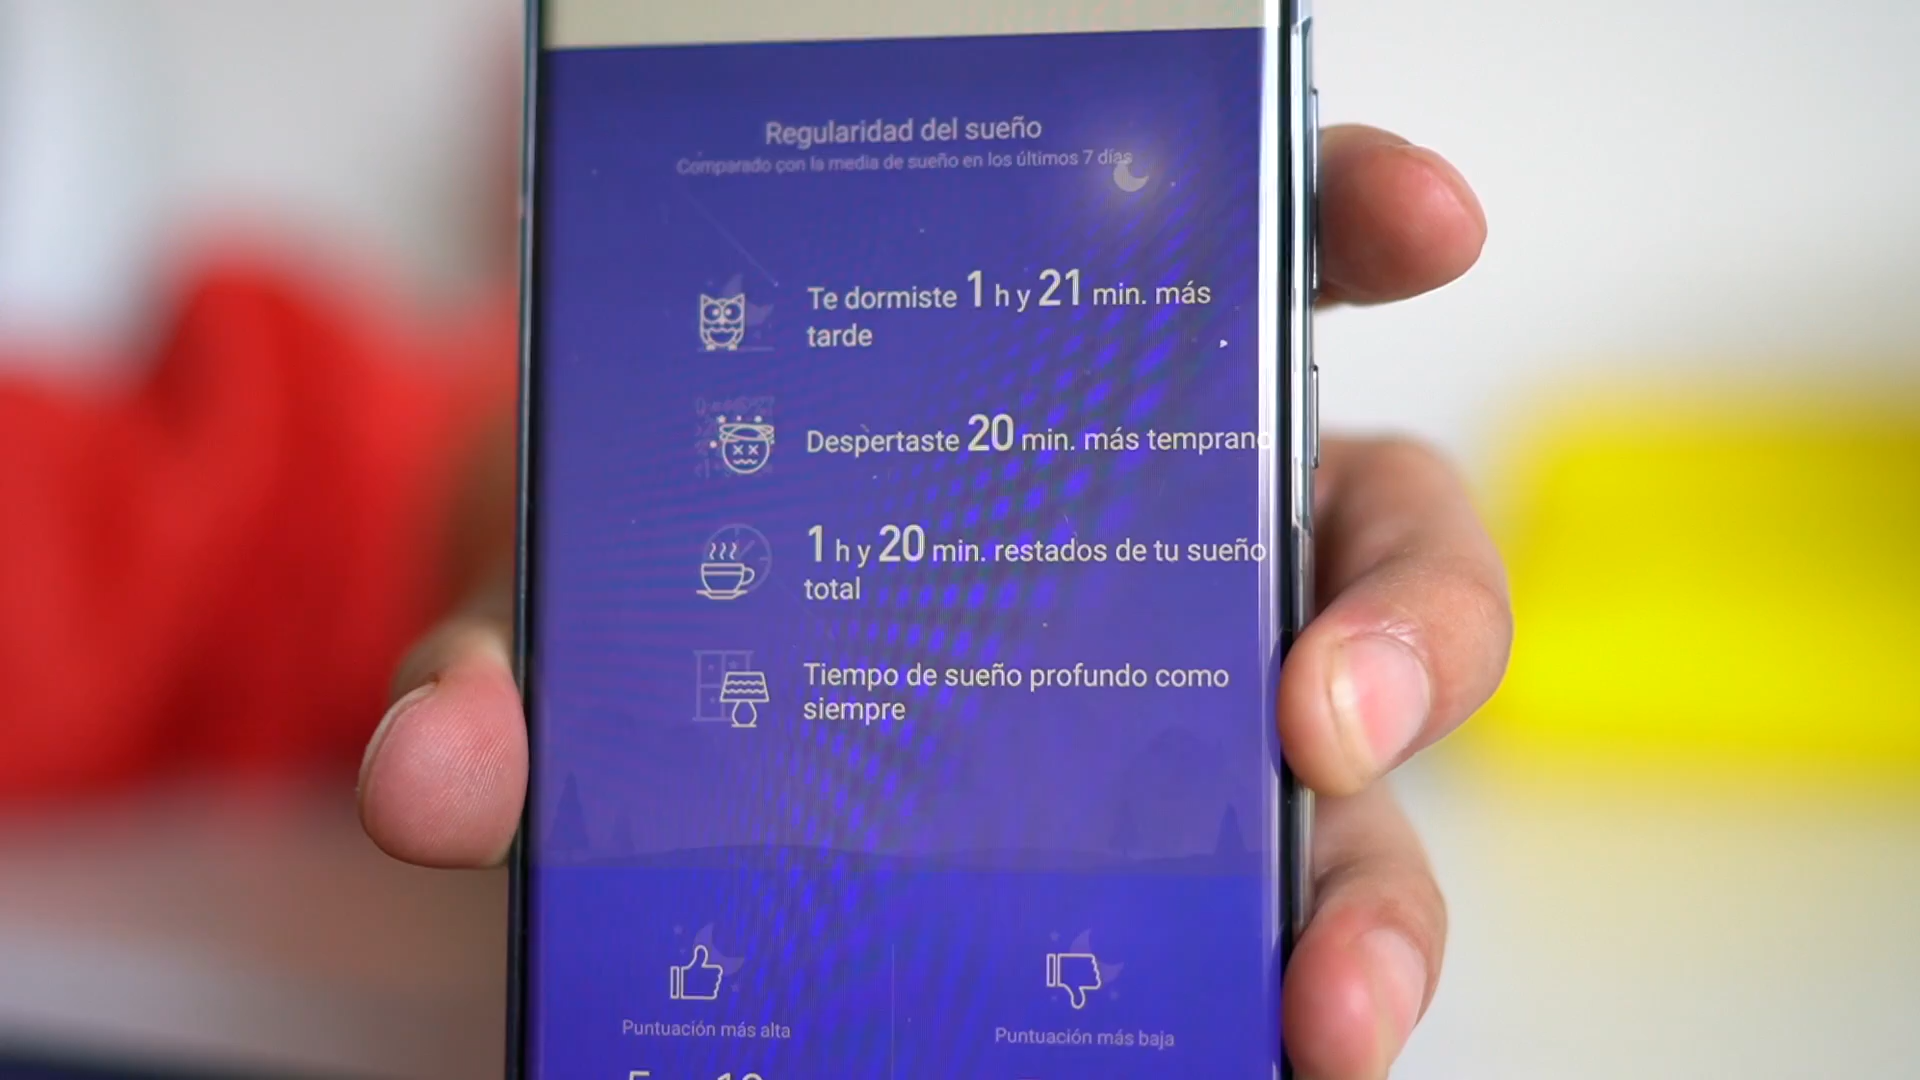 Regularidad del sueño
Comparado con la media de sueño en los últimos 7 días
Te dormiste 1 h y 21 min. más
tarde
Despertaste 20 min. más temprano
1 h y 20 min. restados de tu sueño
total
Tiempo de sueño profundo como
siempre
Puntuación más alta
Puntuación más baja